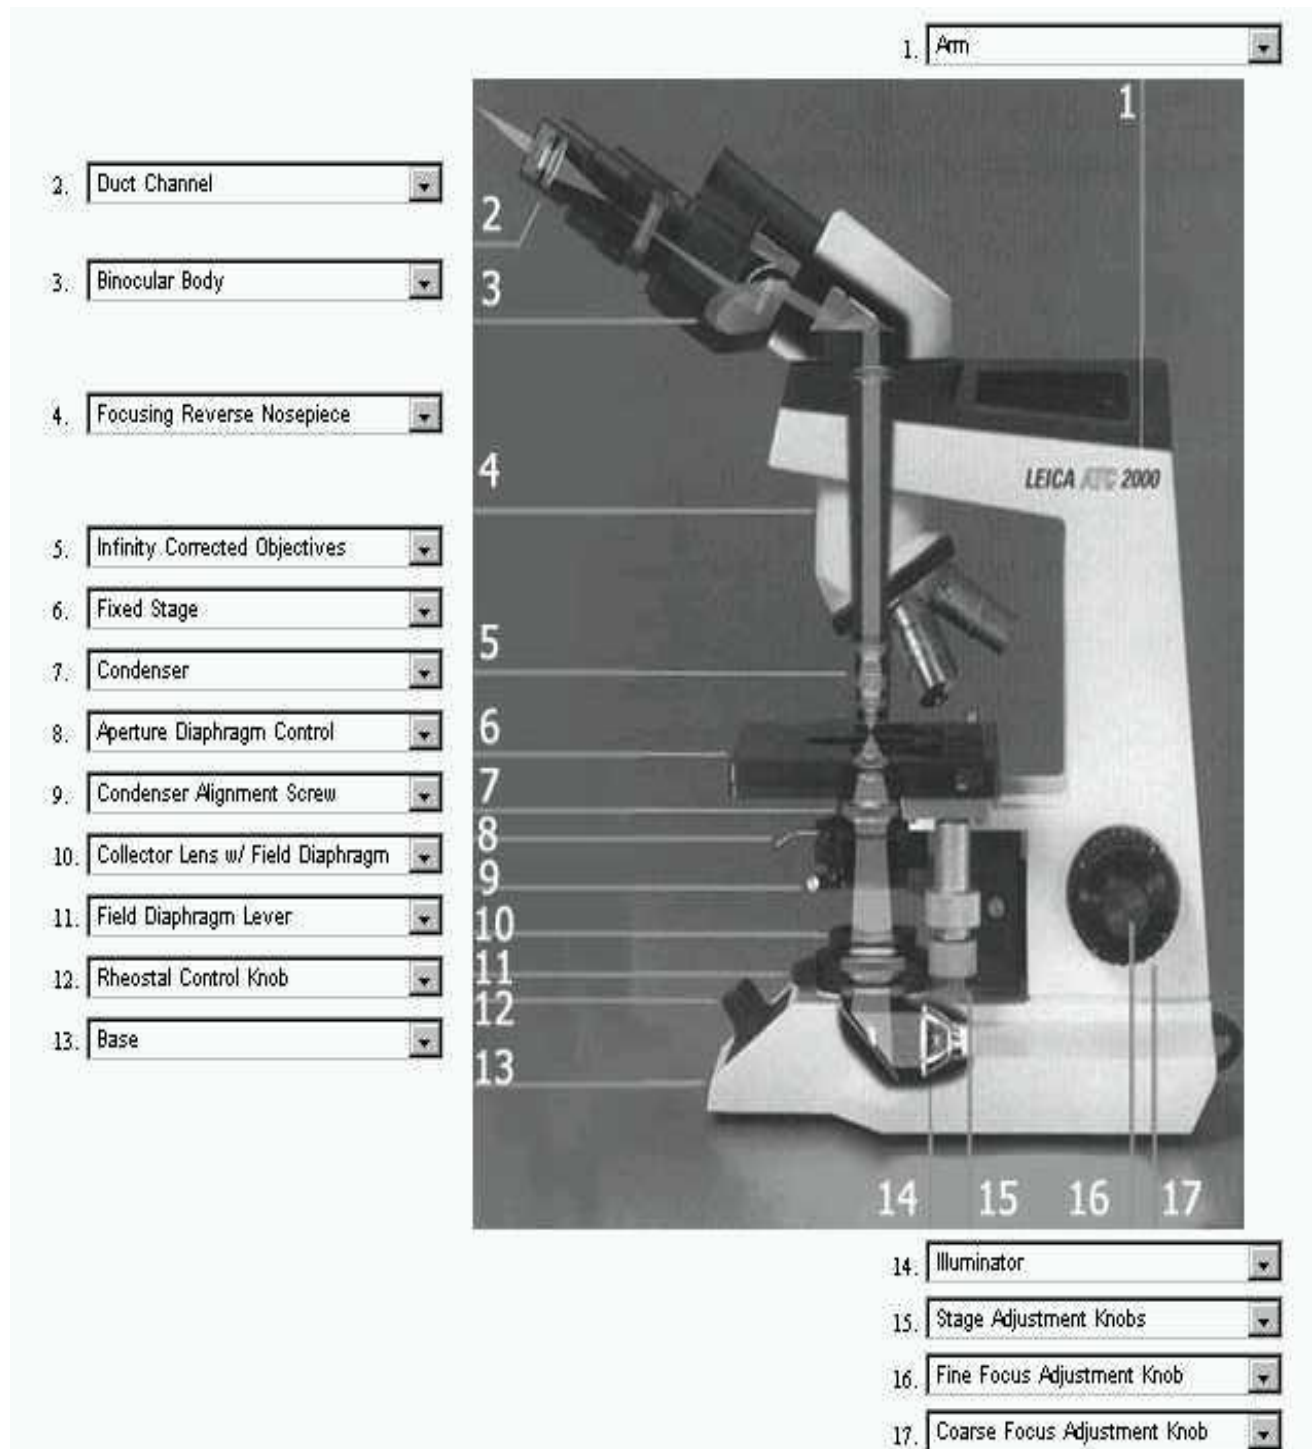 1. Arm
1
2. Duct Channel
2
3. Binocular Body
3
4. Focusing Reverse Nosepiece
4
LEICA ATC 2000
5. Infinity Corrected Objectives
6. Fixed Stage
5
7. Condenser
8. Aperture Diaphragm Control
6
9. Condenser Alignment Screw
7
10. Collector Lens w/ Field Diaphragm
8
9
11. Field Diaphragm Lever
10
12. Rheostal Control Knob
11
12
13. Base
13
14 15 16 17
14. Illuminator
15. Stage Adjustment Knobs
16. Fine Focus Adjustment Knob
17. Coarse Focus Adjustment Knob